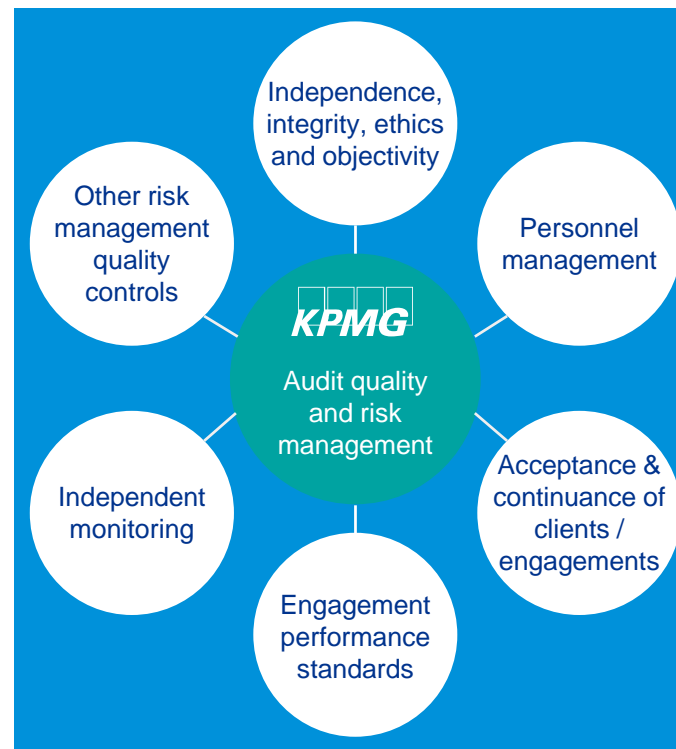 Independence,
integrity, ethics
and objectivity
Other risk
management
quality
controls
Personnel
management
KPMG
Audit quality
and risk
management
Independent
monitoring
Acceptance &
continuance of
clients /
engagements
Engagement
performance
standards